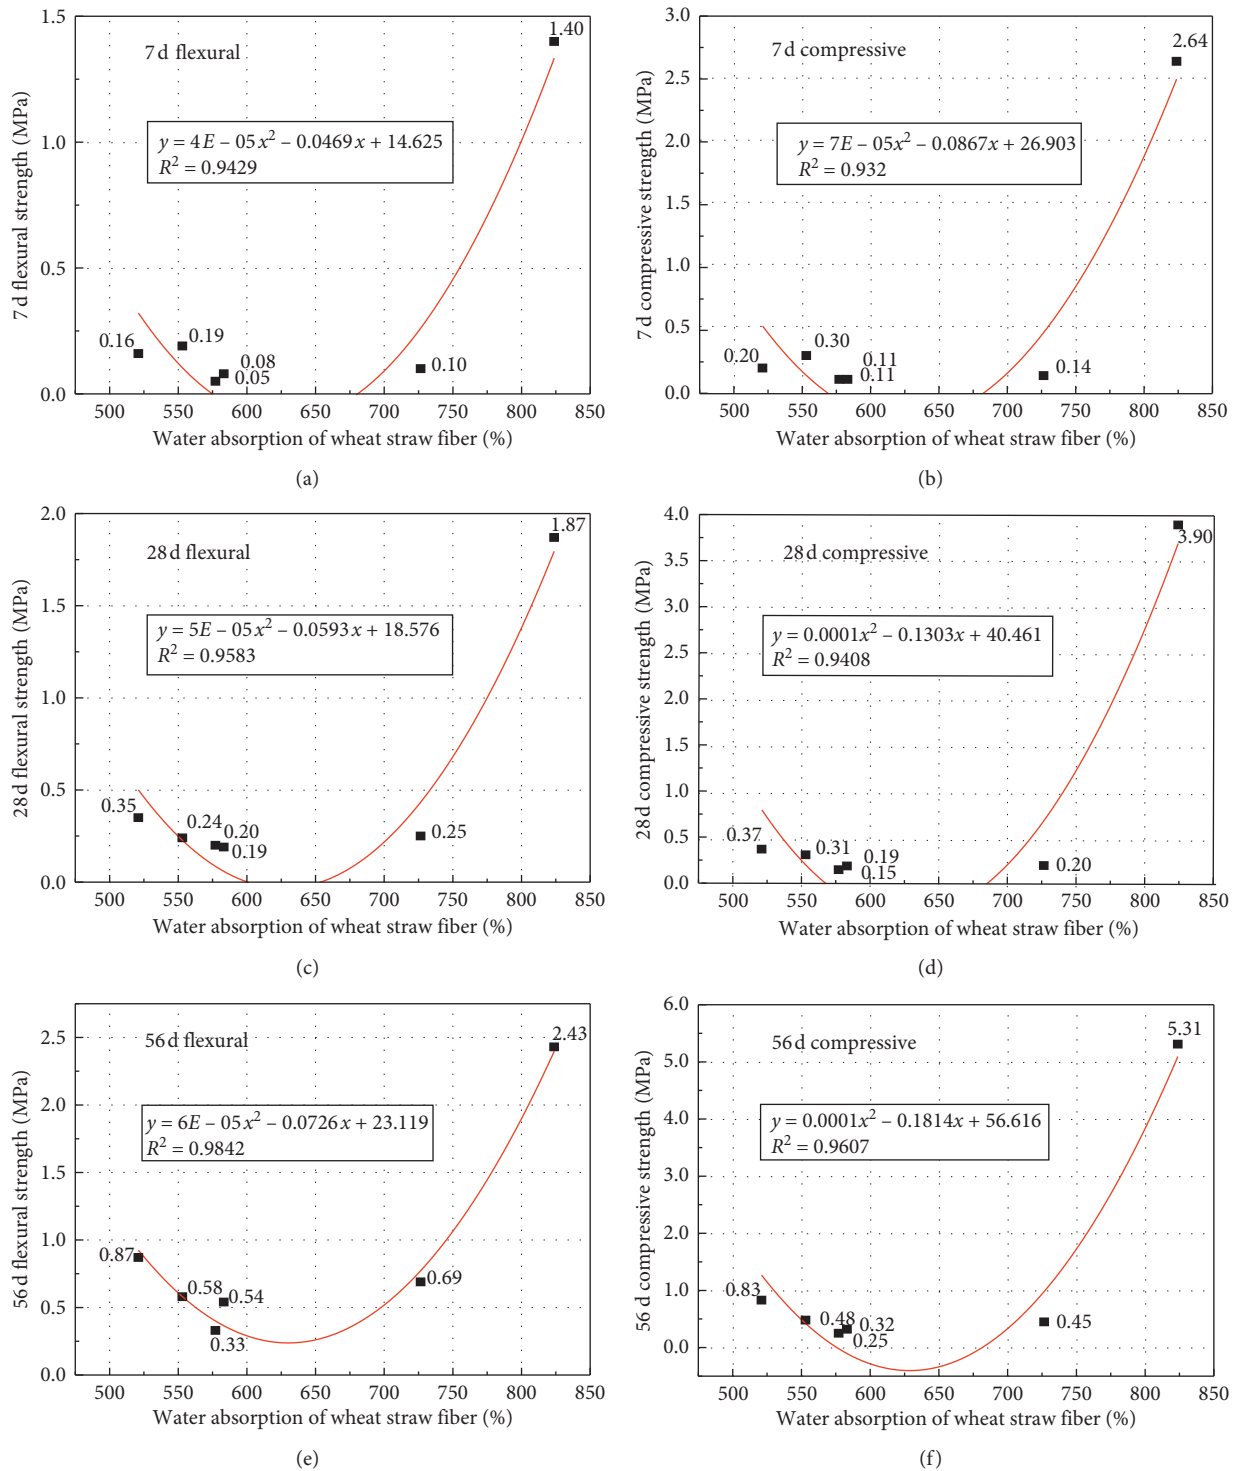 1.5
1.0
0.5
0.0
7 d flexural strength (MPa)
7 d flexural
1.40
y = 4E – 05x² – 0.0469x + 14.625
R² = 0.9429
0.16
0.19
0.08
0.05
0.10
500 550 600 650 700 750 800 850
Water absorption of wheat straw fiber (%)
(a)
3.0
2.5
2.0
1.5
1.0
0.5
0.0
7 d compressive strength (MPa)
7 d compressive
2.64
y = 7E – 05x² – 0.0867x + 26.903
R² = 0.932
0.20
0.30
0.11
0.11
0.14
500 550 600 650 700 750 800 850
Water absorption of wheat straw fiber (%)
(b)
2.0
1.5
1.0
0.5
0.0
28 d flexural strength (MPa)
28 d flexural
1.87
y = 5E – 05x² – 0.0593x + 18.576
R² = 0.9583
0.35
0.24
0.20
0.19
0.25
500 550 600 650 700 750 800 850
Water absorption of wheat straw fiber (%)
(c)
4.0
3.5
3.0
2.5
2.0
1.5
1.0
0.5
0.0
28 d compressive strength (MPa)
28 d compressive
3.90
y = 0.0001x² – 0.1303x + 40.461
R² = 0.9408
0.37
0.31
0.19
0.15
0.20
500 550 600 650 700 750 800 850
Water absorption of wheat straw fiber (%)
(d)
2.5
2.0
1.5
1.0
0.5
0.0
56 d flexural strength (MPa)
56 d flexural
2.43
y = 6E – 05x² – 0.0726x + 23.119
R² = 0.9842
0.87
0.58
0.54
0.33
0.69
500 550 600 650 700 750 800 850
Water absorption of wheat straw fiber (%)
(e)
6.0
5.0
4.0
3.0
2.0
1.0
0.0
56 d compressive strength (MPa)
56 d compressive
5.31
y = 0.0001x² – 0.1814x + 56.616
R² = 0.9607
0.83
0.48
0.32
0.25
0.45
500 550 600 650 700 750 800 850
Water absorption of wheat straw fiber (%)
(f)